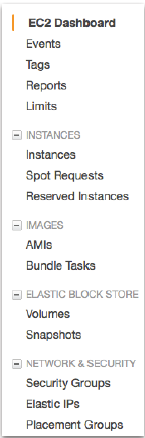 EC2 Dashboard
Events
Tags
Reports
Limits
INSTANCES
Instances
Spot Requests
Reserved Instances
IMAGES
AMIs
Bundle Tasks
ELASTIC BLOCK STORE
Volumes
Snapshots
NETWORK & SECURITY
Security Groups
Elastic IPs
Placement Groups